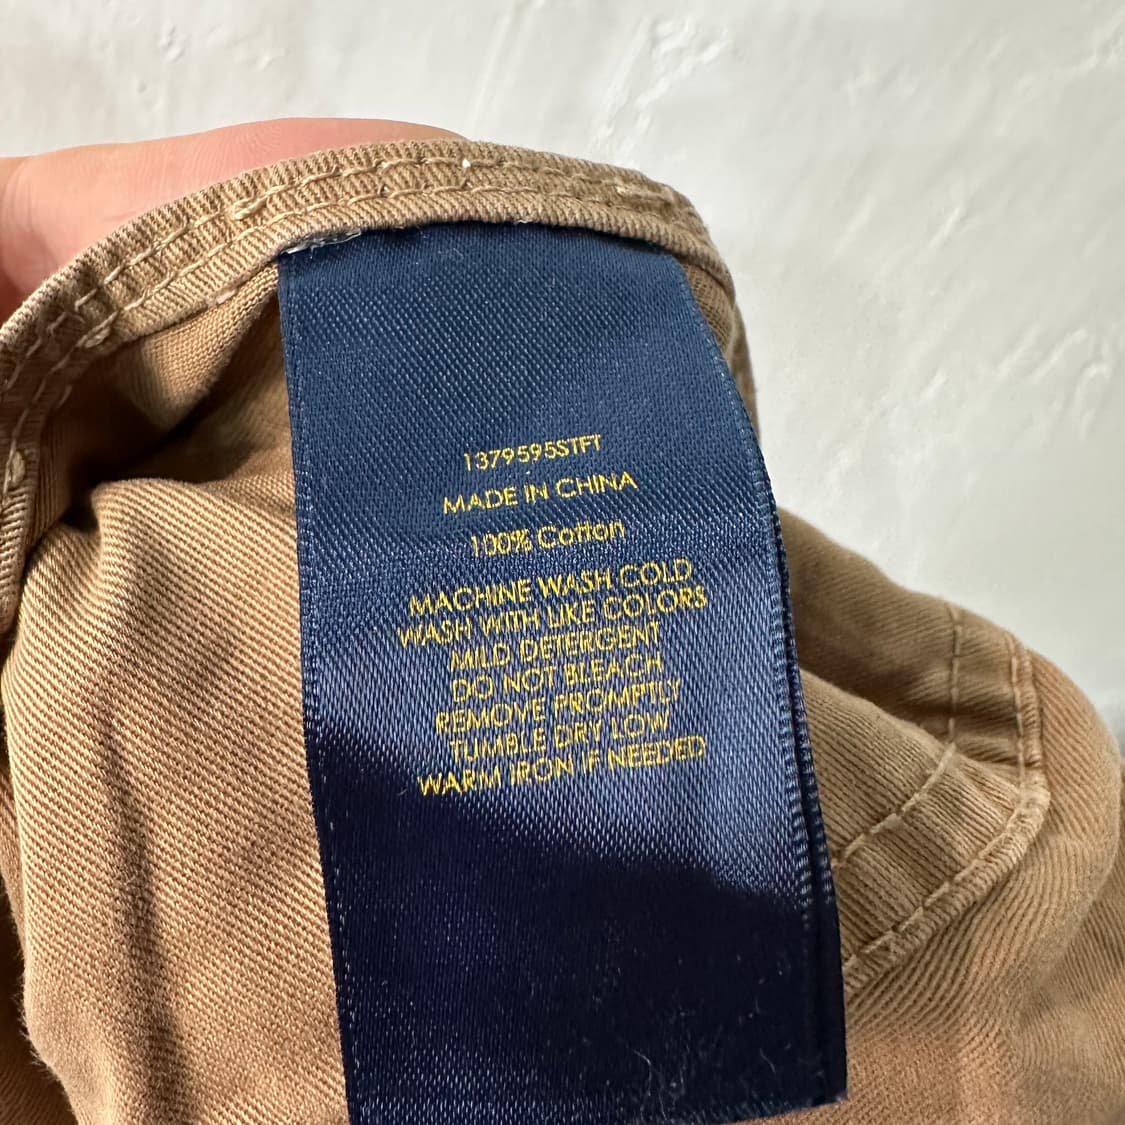 1379595STFT
MADE IN CHINA
100% Cotton
MACHINE WASH COLD
WASH WITH LIKE COLORS
MILD DETERGENT
DO NOT BLEACH
REMOVE PROMPTLY
TUMBLE DRY LOW
WARM IRON IF NEEDED